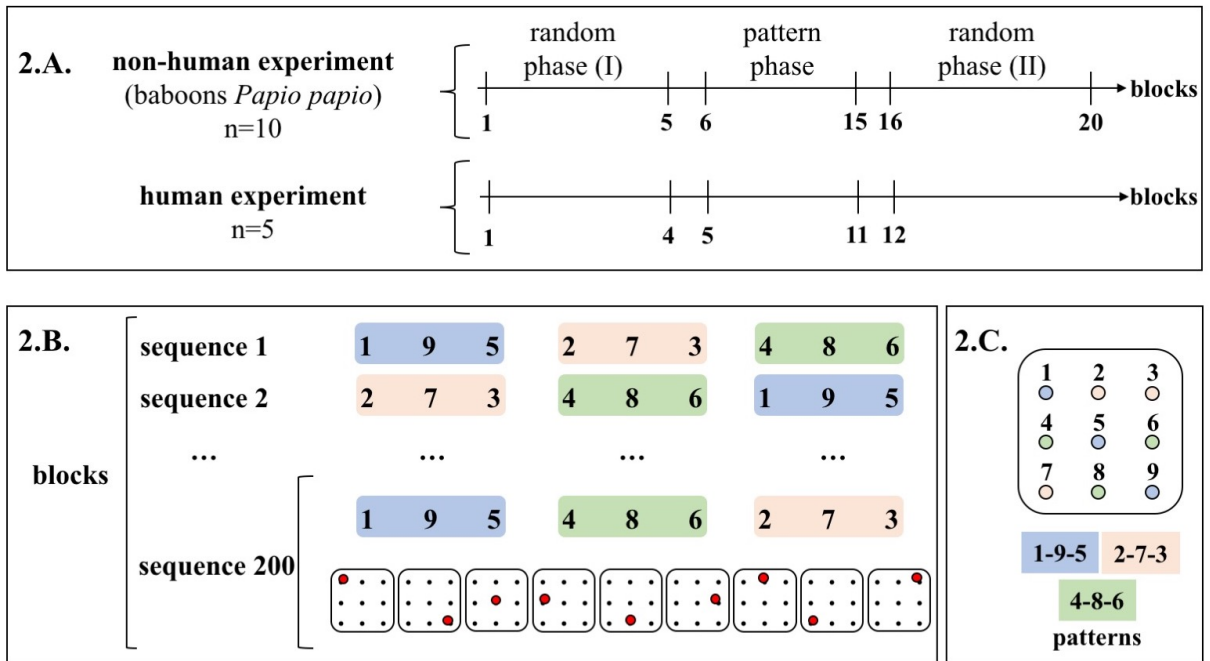 2.A.
non-human experiment
(baboons Papio papio)
n=10
random phase (I)
pattern phase
random phase (II)
blocks
1 5 6 15 16 20
human experiment
n=5
blocks
1 4 5 11 12
2.B.
blocks
sequence 1 1 9 5 2 7 3 4 8 6
sequence 2 2 7 3 4 8 6 1 9 5
... ... ... ...
sequence 200 1 9 5 4 8 6 2 7 3
2.C.
1 2 3
4 5 6
7 8 9
1-9-5 2-7-3
4-8-6
patterns